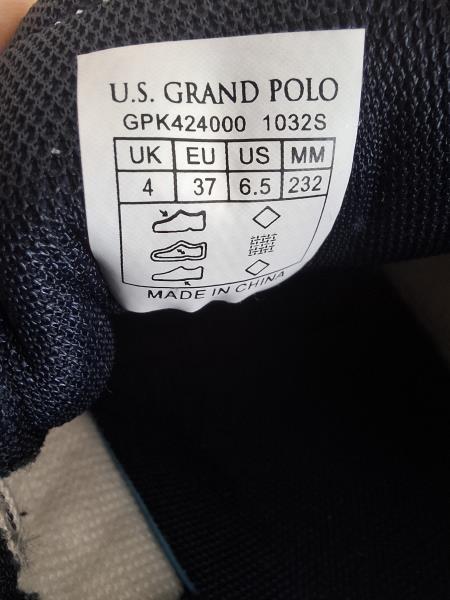 U.S. GRAND POLO
GPK424000 1032S
UK EU US MM
4 37 6.5 232
MADE IN CHINA